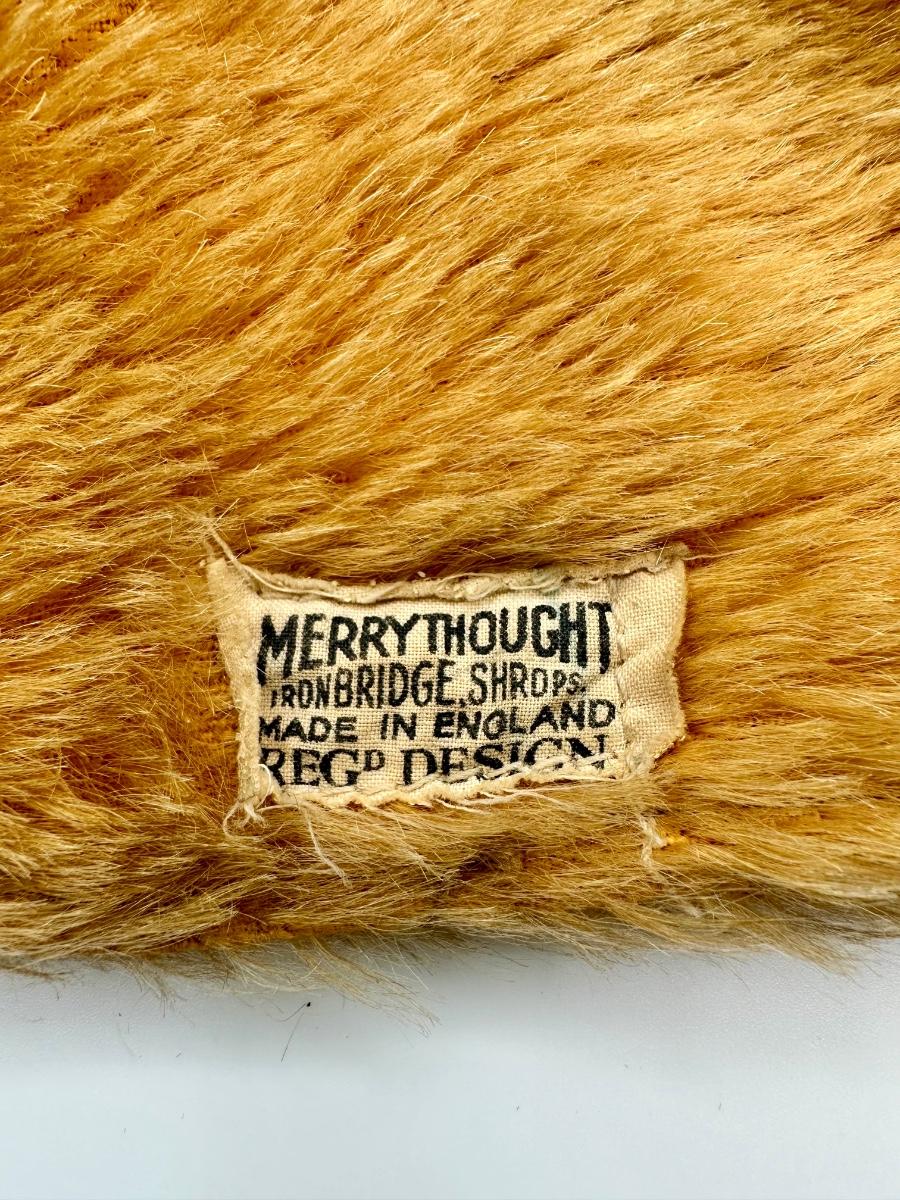 MERRYTHOUGHT
IRONBRIDGE, SHROPS.
MADE IN ENGLAND
REGD DESIGN